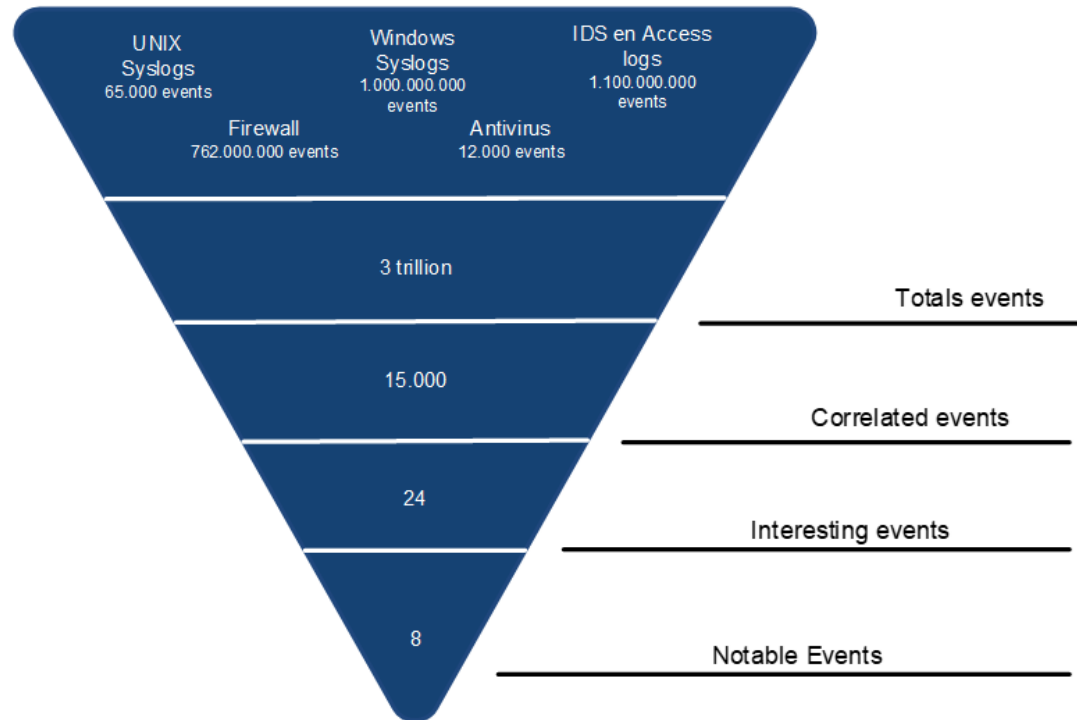 UNIX
Syslogs
65.000 events
Windows
Syslogs
1.000.000.000
events
IDS en Access
logs
1.100.000.000
events
Firewall
762.000.000 events
Antivirus
12.000 events
3 trillion
Totals events
15.000
Correlated events
24
Interesting events
8
Notable Events